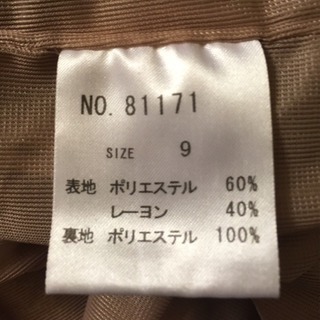 NO. 81171
SIZE 9
表地 ポリエステル 60%
レーヨン 40%
裏地 ポリエステル 100%